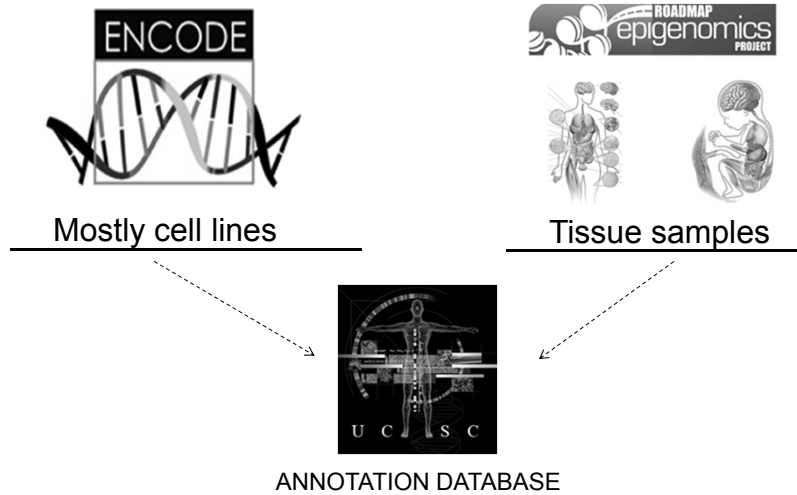 ENCODE
ROADMAP
epigenomics
PROJECT
Mostly cell lines
Tissue samples
U C S C
ANNOTATION DATABASE